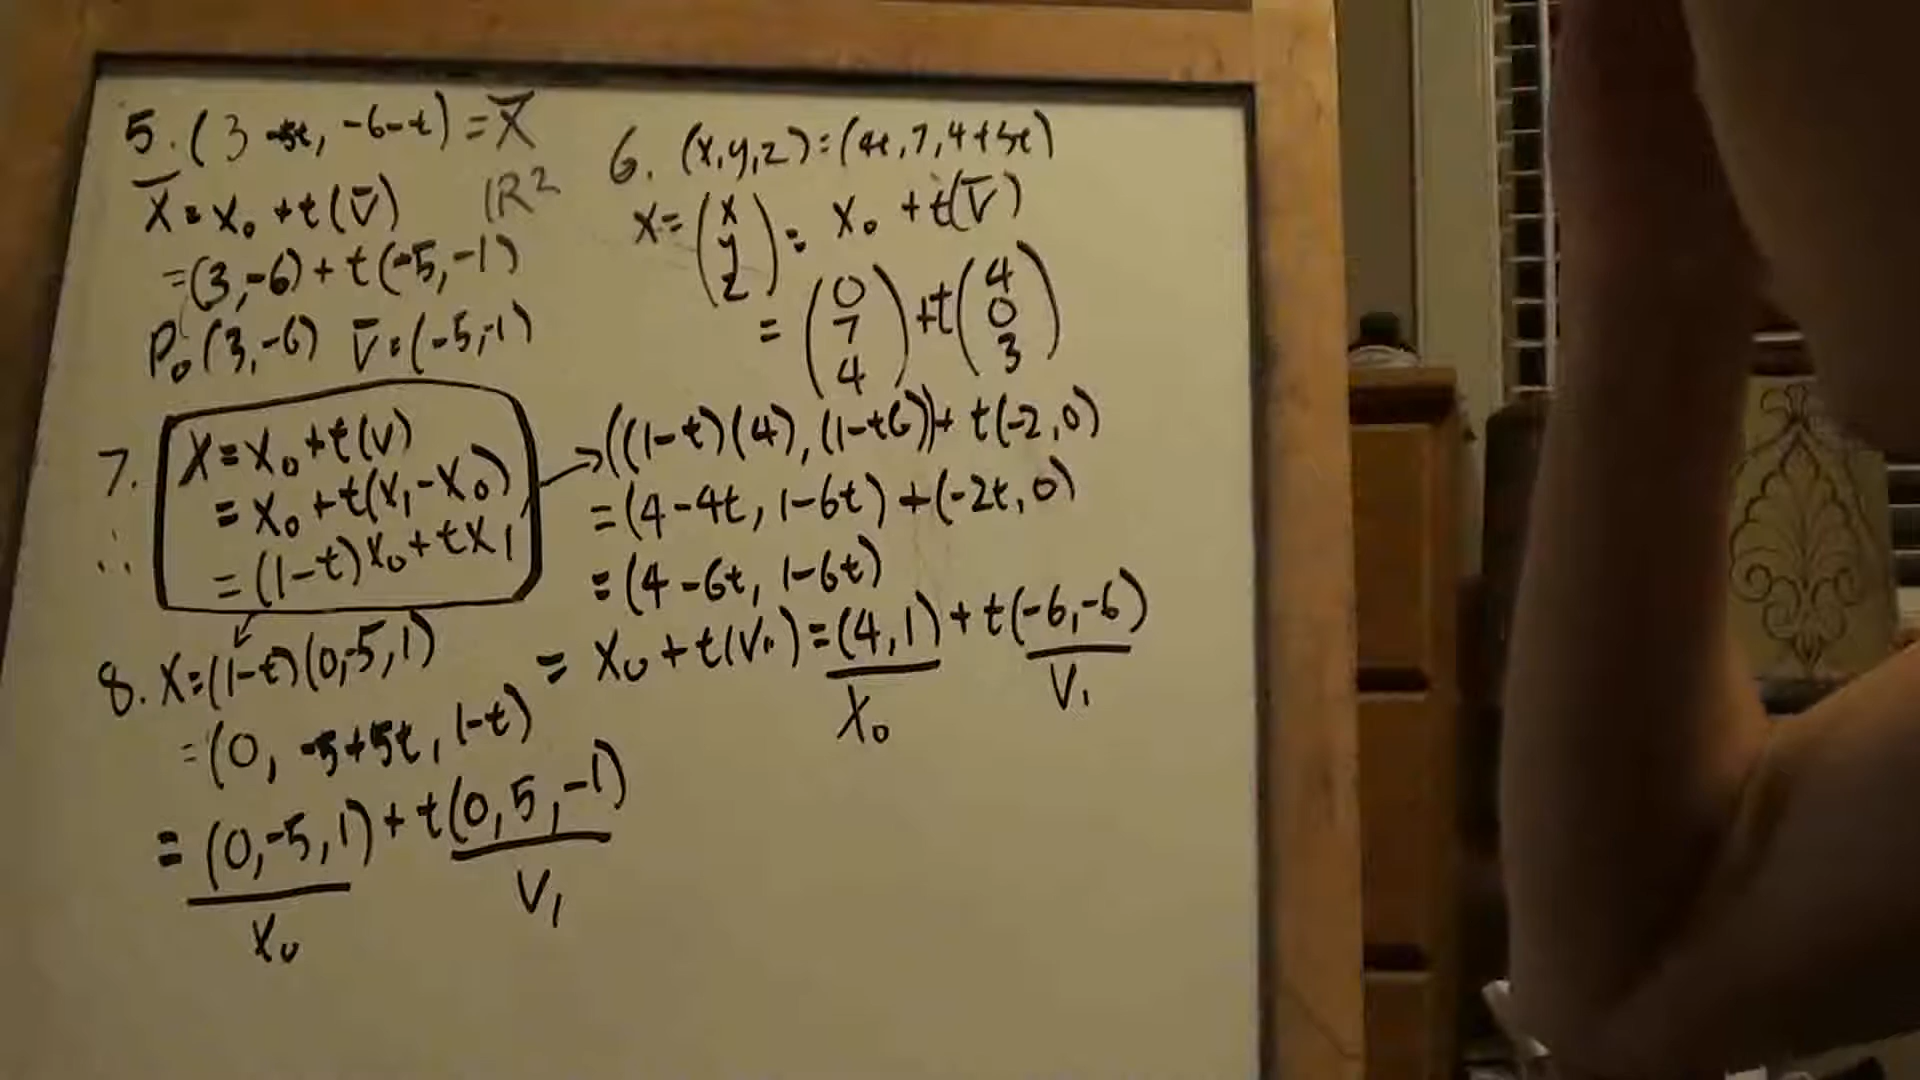 5. (3-5t, -6-t) = X̄
X̄ = x₀ + t(v̄)
ℝ²
= (3,-6) + t(-5,-1)
P₀(3,-6) v̄ = (-5,-1)
6. (x,y,z) = (4t,7,4+3t)
X = (x y z) = X₀ + t(v̄)
= (0 7 4) + t(4 0 3)
7. X = X₀ + t(v)
= X₀ + t(X₁-X₀)
∴ = (1-t)X₀ + tX₁
→ ((1-t)(4), (1-t6)) + t(-2,0)
= (4-4t, 1-6t) + (-2t,0)
= (4-6t, 1-6t)
= X₀ + t(V₁) = (4,1) + t(-6,-6)
X₀ V₁
8. X = (1-t)(0,-5,1)
= (0, -5+5t, 1-t)
= (0,-5,1) + t(0,5,-1)
X₀ V₁